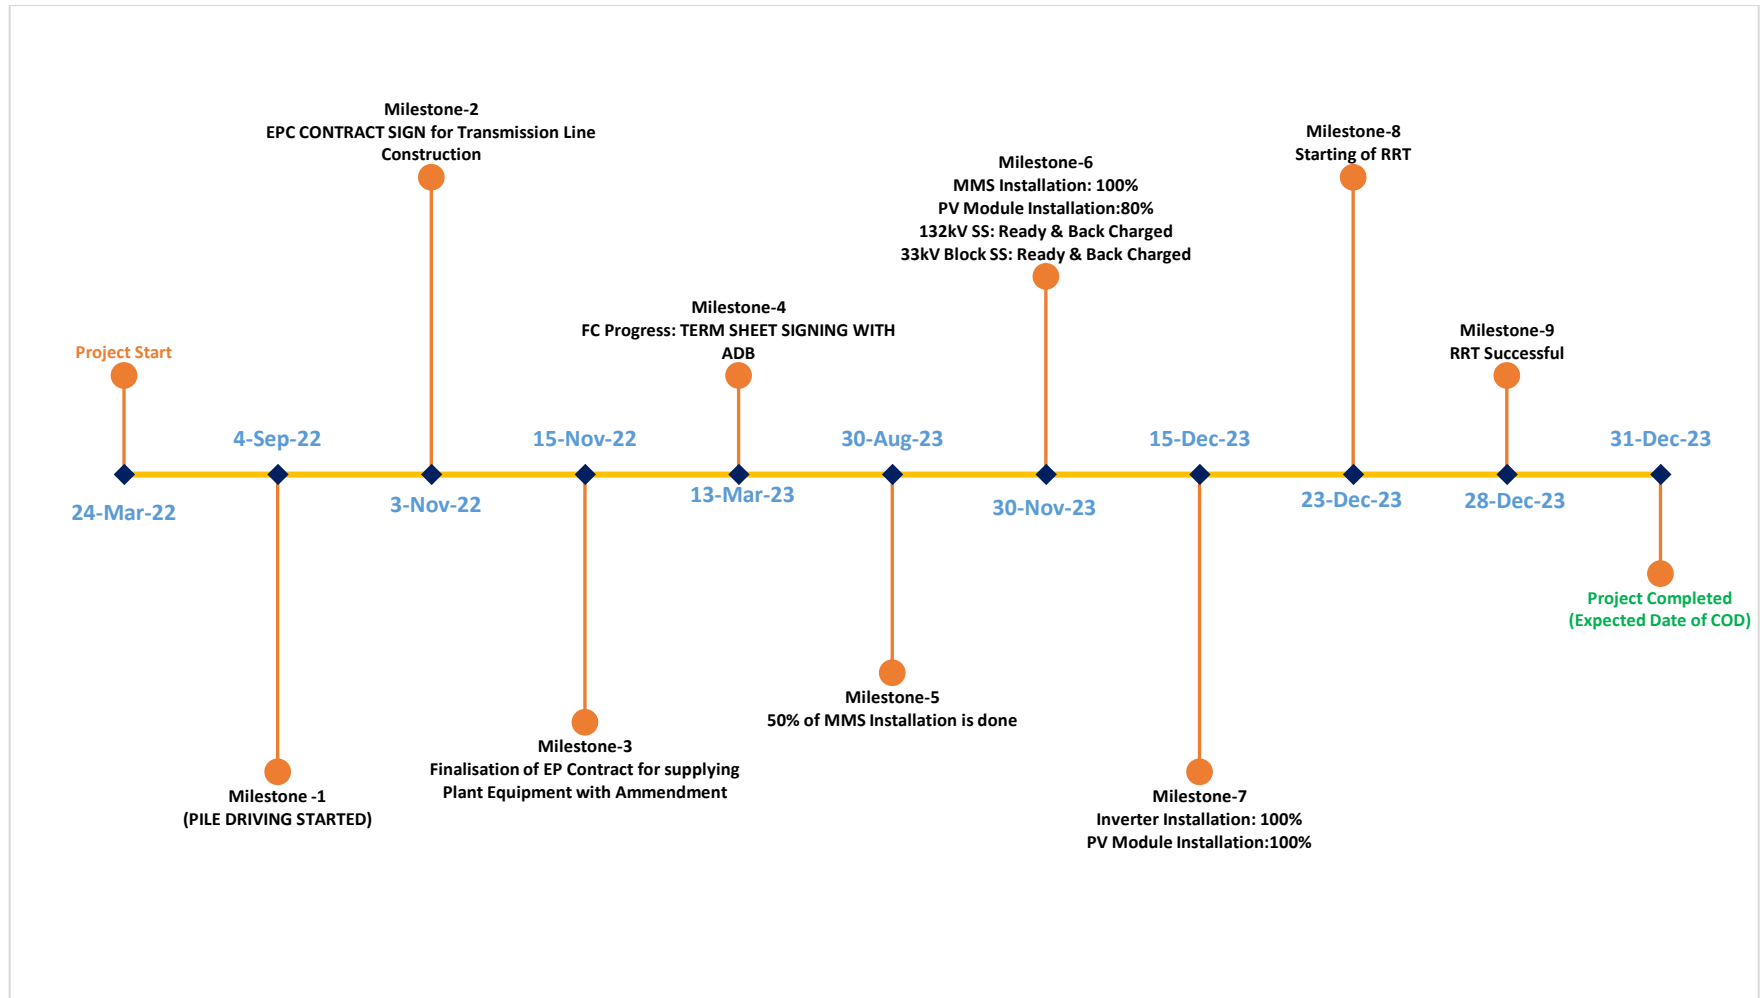 Milestone-2
EPC CONTRACT SIGN for Transmission Line
Construction
Milestone-8
Starting of RRT
Milestone-6
MMS Installation: 100%
PV Module Installation:80%
132kV SS: Ready & Back Charged
33kV Block SS: Ready & Back Charged
Milestone-4
FC Progress: TERM SHEET SIGNING WITH
ADB
Project Start
Milestone-9
RRT Successful
4-Sep-22
15-Nov-22
30-Aug-23
15-Dec-23
31-Dec-23
24-Mar-22
3-Nov-22
13-Mar-23
30-Nov-23
23-Dec-23
28-Dec-23
Project Completed
(Expected Date of COD)
Milestone-5
50% of MMS Installation is done
Milestone-3
Finalisation of EP Contract for supplying
Plant Equipment with Ammendment
Milestone -1
(PILE DRIVING STARTED)
Milestone-7
Inverter Installation: 100%
PV Module Installation:100%